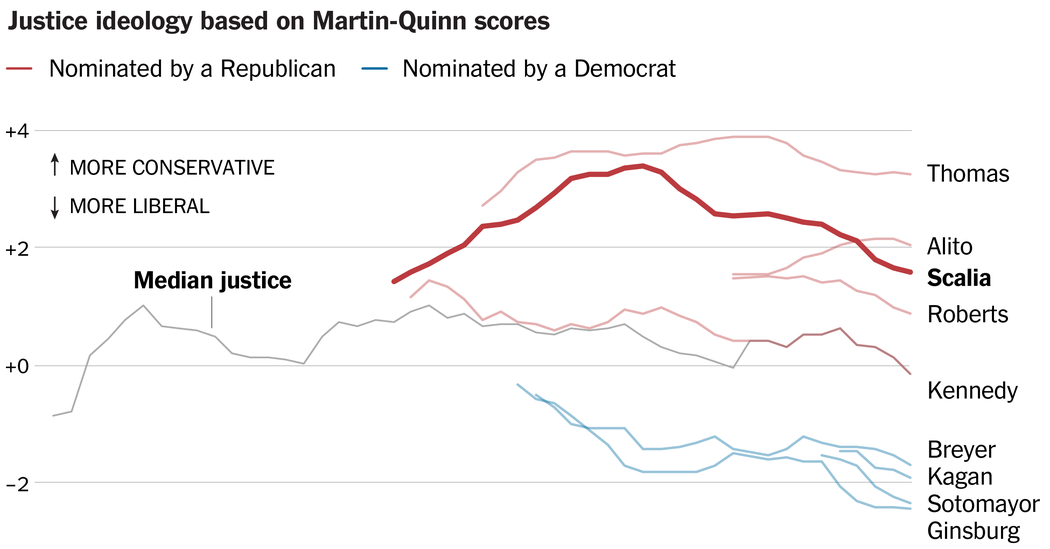 Justice ideology based on Martin-Quinn scores
Nominated by a Republican
Nominated by a Democrat
+4
MORE CONSERVATIVE
MORE LIBERAL
Thomas
+2
Alito
Median justice
Scalia
Roberts
+0
Kennedy
Breyer
Kagan
−2
Sotomayor
Ginsburg